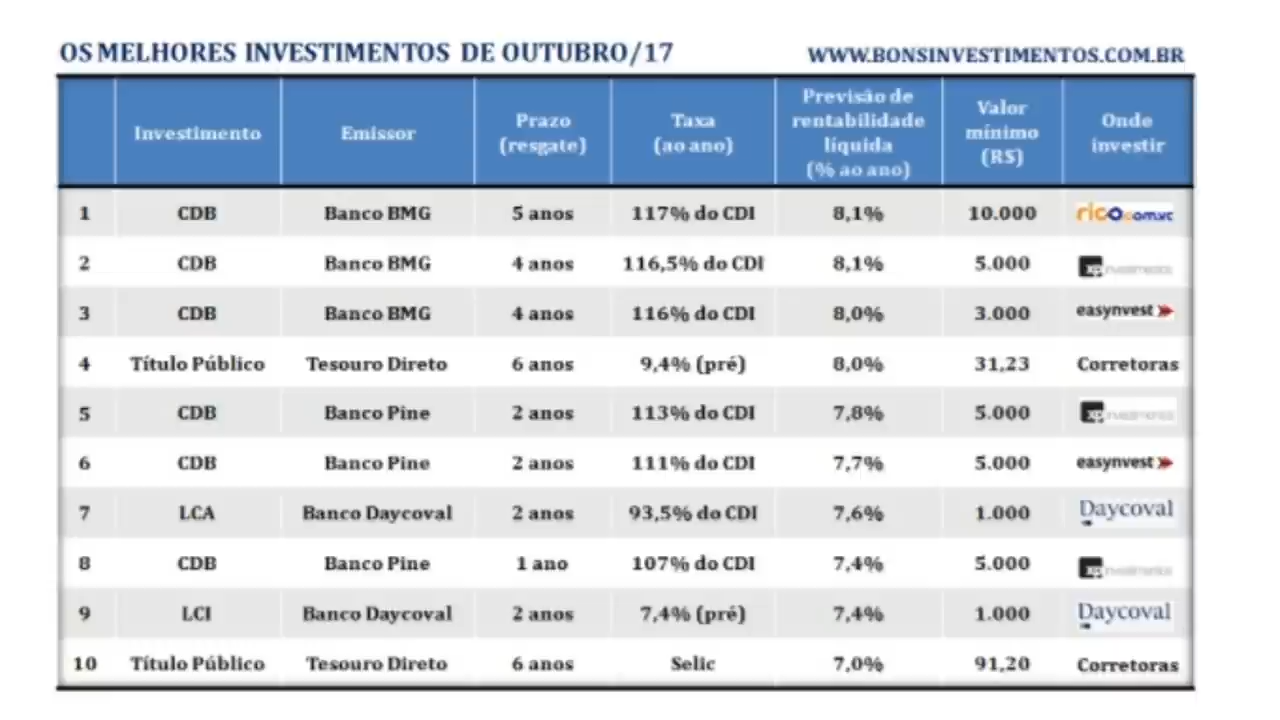 OS MELHORES INVESTIMENTOS DE OUTUBRO/17 WWW.BONSINVESTIMENTOS.COM.BR
Investimento Emissor Prazo (resgate) Taxa (ao ano) Previsão de rentabilidade líquida (% ao ano) Valor mínimo (R$) Onde investir
1 CDB Banco BMG 5 anos 117% do CDI 8,1% 10.000 rico.com.vc
2 CDB Banco BMG 4 anos 116,5% do CDI 8,1% 5.000 xp investimentos
3 CDB Banco BMG 4 anos 116% do CDI 8,0% 3.000 easynvest
4 Título Público Tesouro Direto 6 anos 9,4% (pré) 8,0% 31,23 Corretoras
5 CDB Banco Pine 2 anos 113% do CDI 7,8% 5.000 xp investimentos
6 CDB Banco Pine 2 anos 111% do CDI 7,7% 5.000 easynvest
7 LCA Banco Daycoval 2 anos 93,5% do CDI 7,6% 1.000 Daycoval
8 CDB Banco Pine 1 ano 107% do CDI 7,4% 5.000 xp investimentos
9 LCI Banco Daycoval 2 anos 7,4% (pré) 7,4% 1.000 Daycoval
10 Título Público Tesouro Direto 6 anos Selic 7,0% 91,20 Corretoras